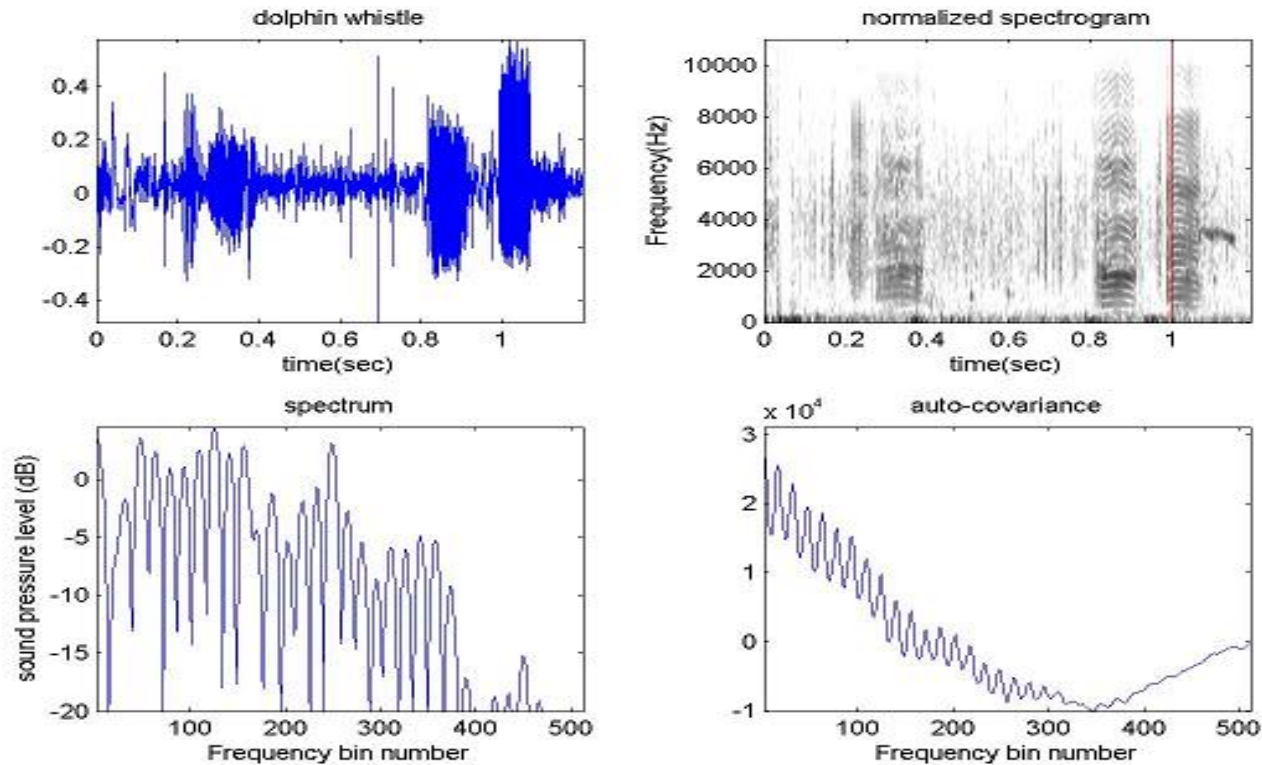 dolphin whistle
0.4
0.2
0
-0.2
-0.4
0 0.2 0.4 0.6 0.8 1
time(sec)
normalized spectrogram
Frequency(Hz)
10000
8000
6000
4000
2000
0
0 0.2 0.4 0.6 0.8 1
time(sec)
spectrum
sound pressure level (dB)
0
-5
-10
-15
-20
100 200 300 400 500
Frequency bin number
auto-covariance
x 10^4
3
2
1
0
-1
100 200 300 400 500
Frequency bin number